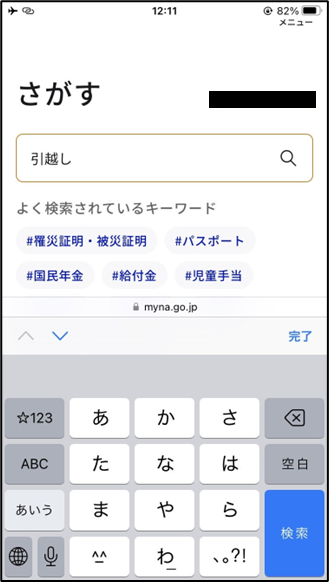 12:11 82%
メニュー
さがす
引越し
よく検索されているキーワード
#罹災証明・被災証明 #パスポート
#国民年金 #給付金 #児童手当
myna.go.jp
完了
☆123 あ か さ
ABC た な は 空白
あいう ま や ら 検索
^^ わ_ 、。?!